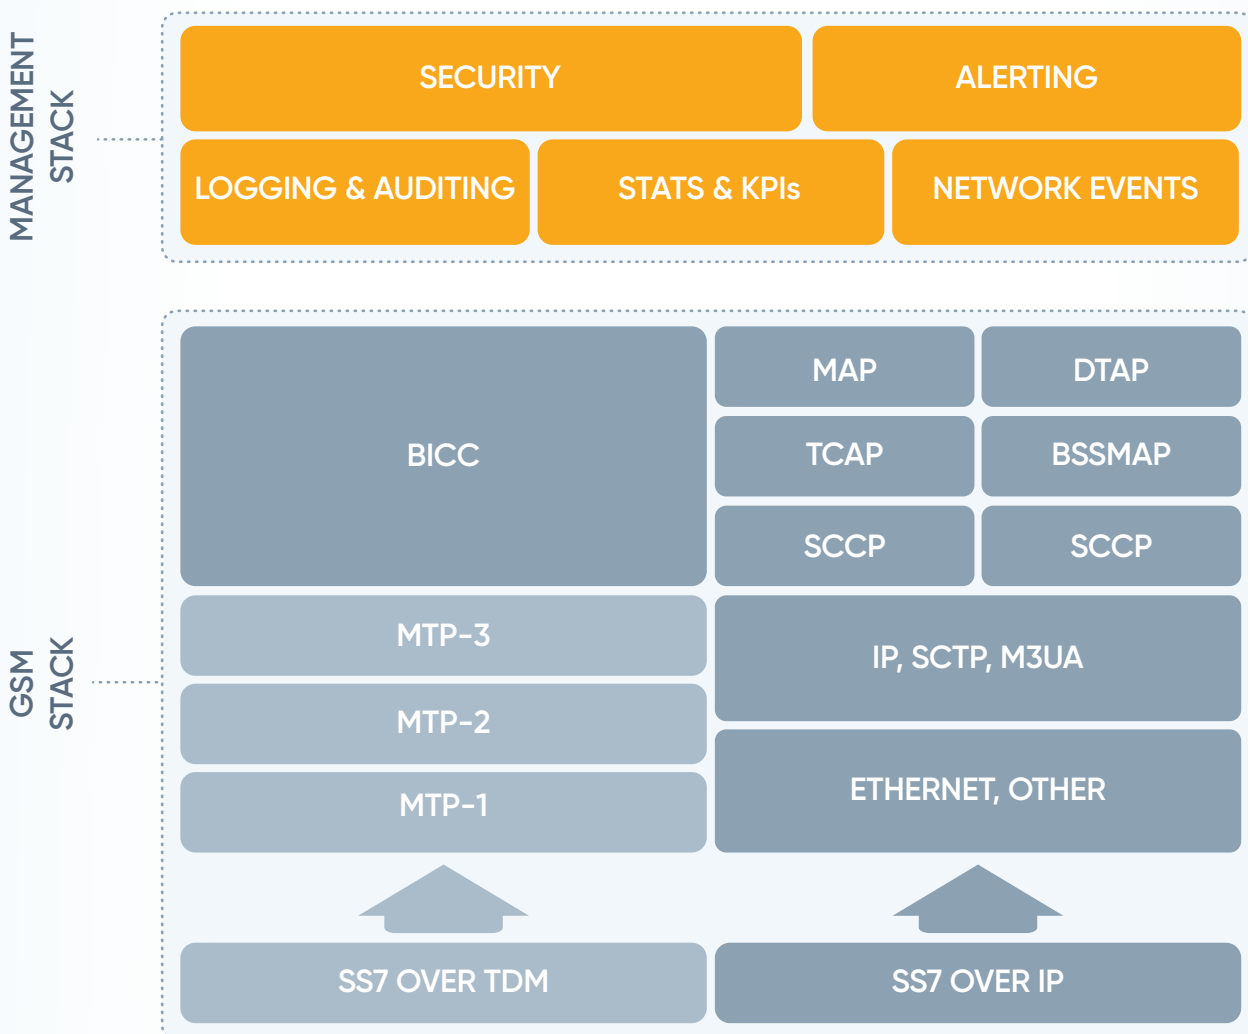 MANAGEMENT
STACK
SECURITY
ALERTING
LOGGING & AUDITING
STATS & KPIs
NETWORK EVENTS
GSM
STACK
BICC
MAP
DTAP
TCAP
BSSMAP
SCCP
SCCP
MTP-3
IP, SCTP, M3UA
MTP-2
MTP-1
ETHERNET, OTHER
SS7 OVER TDM
SS7 OVER IP